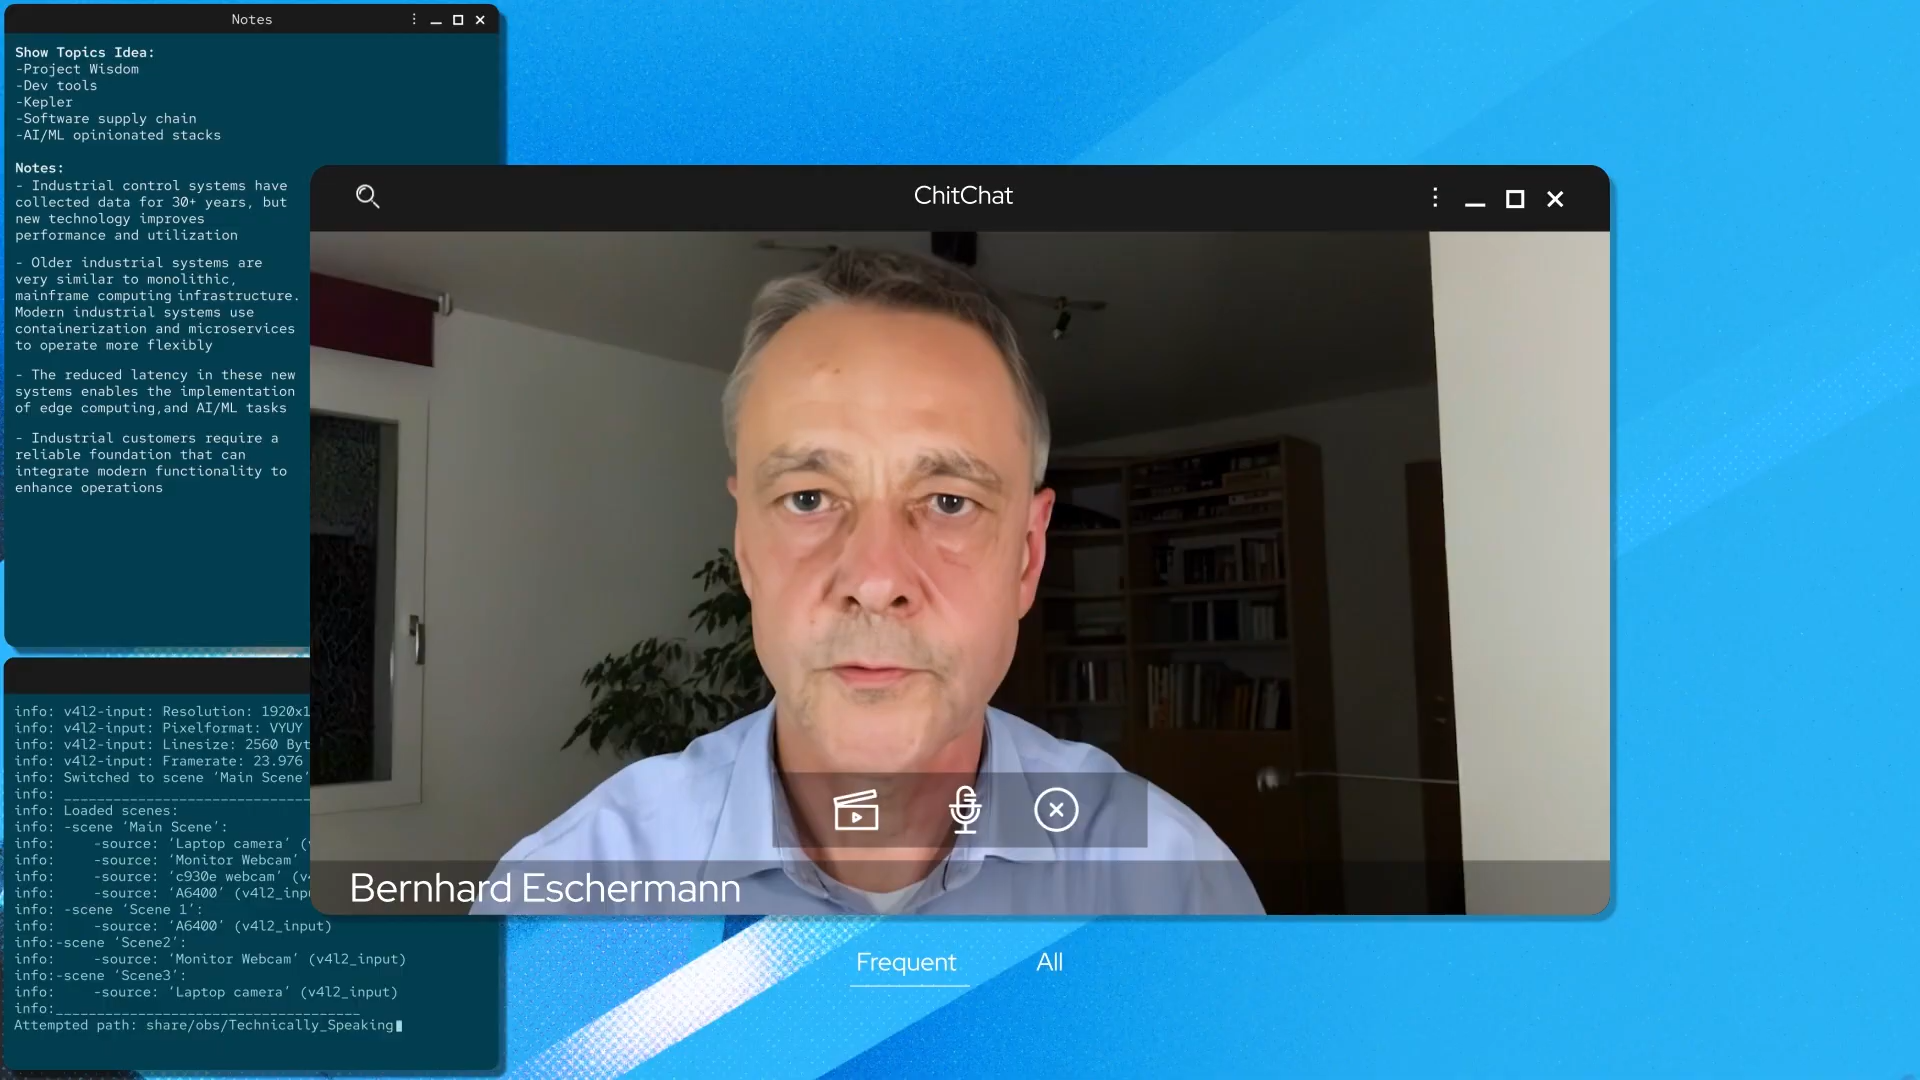 Notes
Show Topics Idea:
-Project Wisdom
-Dev tools
-Kepler
-Software supply chain
-AI/ML opinionated stacks
Notes:
- Industrial control systems have
collected data for 30+ years, but
new technology improves
performance and utilization
- Older industrial systems are
very similar to monolithic,
mainframe computing infrastructure.
Modern industrial systems use
containerization and microservices
to operate more flexibly
- The reduced latency in these new
systems enables the implementation
of edge computing,and AI/ML tasks
- Industrial customers require a
reliable foundation that can
integrate modern functionality to
enhance operations
ChitChat
Bernhard Eschermann
Frequent All
info: v4l2-input: Resolution: 1920x1
info: v4l2-input: Pixelformat: VYUY
info: v4l2-input: Linesize: 2560 Byt
info: v4l2-input: Framerate: 23.976
info: Switched to scene ‘Main Scene’
info: ______________________________
info: Loaded scenes:
info: -scene ‘Main Scene’:
info: -source: ‘Laptop camera’ (v
info: -source: ‘Monitor Webcam’
info: -source: ‘c930e webcam’ (v4
info: -source: ‘A6400’ (v4l2_inp
info: -scene ‘Scene 1’:
info: -source: ‘A6400’ (v4l2_input)
info:-scene ‘Scene2’:
info: -source: ‘Monitor Webcam’ (v4l2_input)
info:-scene ‘Scene3’:
info: -source: ‘Laptop camera’ (v4l2_input)
info:_____________________________________
Attempted path: share/obs/Technically_Speaking